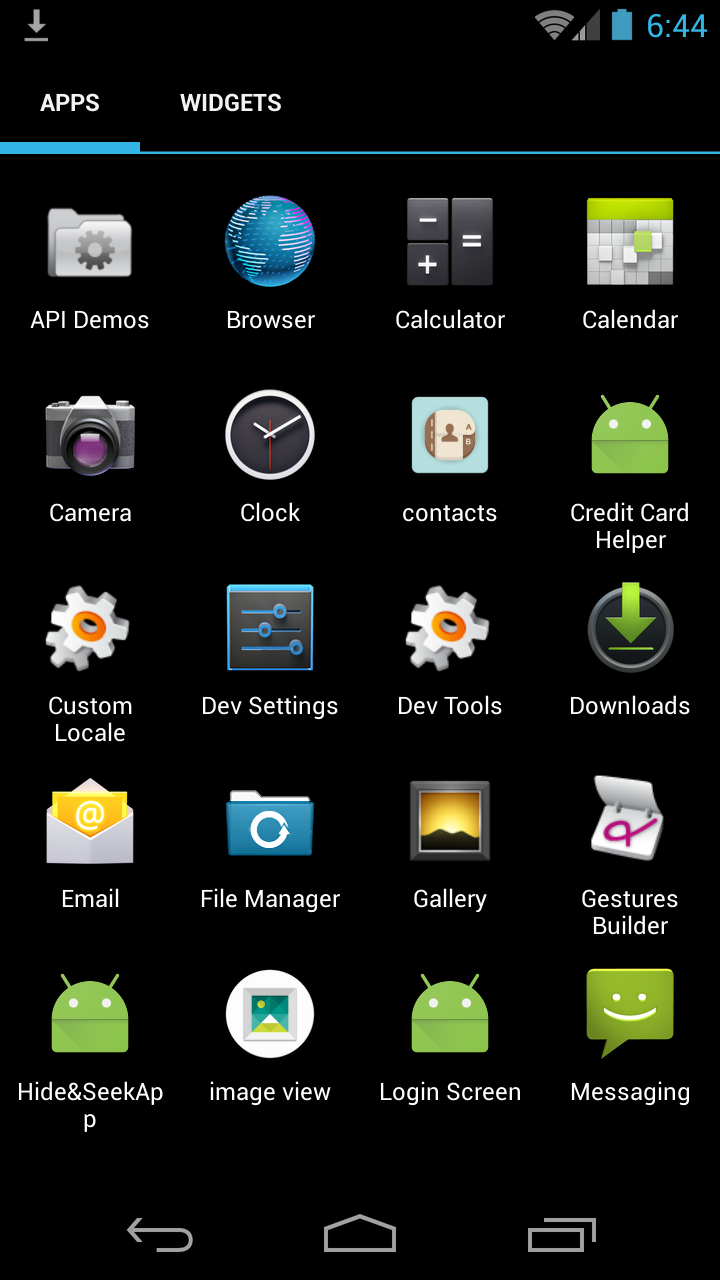 6:44
APPS WIDGETS
API Demos Browser Calculator Calendar
Camera Clock contacts Credit Card
Helper
Custom Dev Settings Dev Tools Downloads
Locale
Email File Manager Gallery Gestures
Builder
Hide&SeekAp image view Login Screen Messaging
p